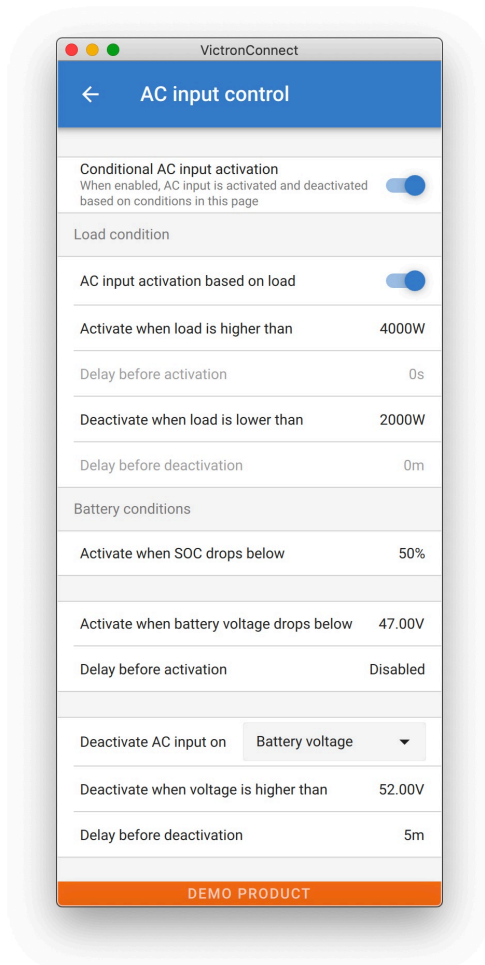 VictronConnect
AC input control
Conditional AC input activation
When enabled, AC input is activated and deactivated
based on conditions in this page
Load condition
AC input activation based on load
Activate when load is higher than 4000W
Delay before activation 0s
Deactivate when load is lower than 2000W
Delay before deactivation 0m
Battery conditions
Activate when SOC drops below 50%
Activate when battery voltage drops below 47.00V
Delay before activation Disabled
Deactivate AC input on Battery voltage
Deactivate when voltage is higher than 52.00V
Delay before deactivation 5m
DEMO PRODUCT